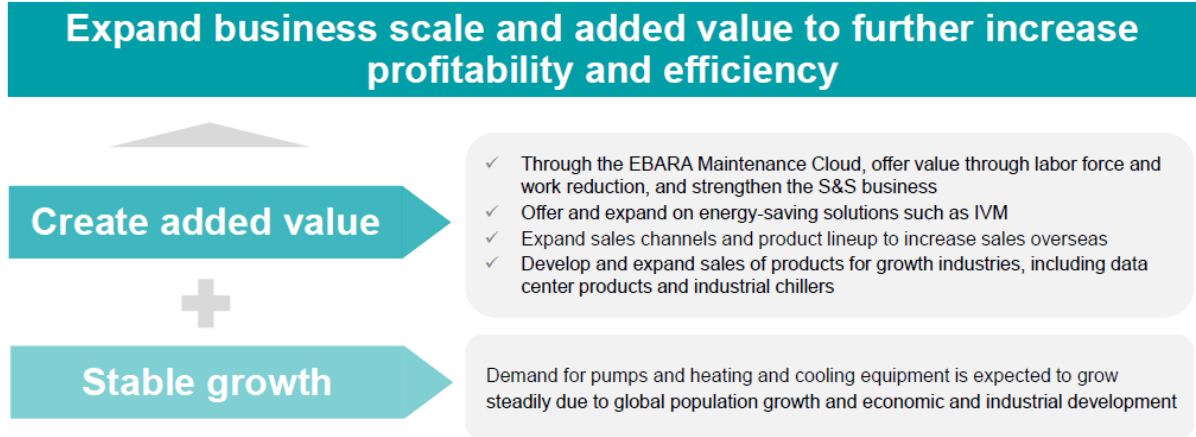 Expand business scale and added value to further increase
profitability and efficiency
Create added value
✓ Through the EBARA Maintenance Cloud, offer value through labor force and
work reduction, and strengthen the S&S business
✓ Offer and expand on energy-saving solutions such as IVM
✓ Expand sales channels and product lineup to increase sales overseas
✓ Develop and expand sales of products for growth industries, including data
center products and industrial chillers
Stable growth
Demand for pumps and heating and cooling equipment is expected to grow
steadily due to global population growth and economic and industrial development